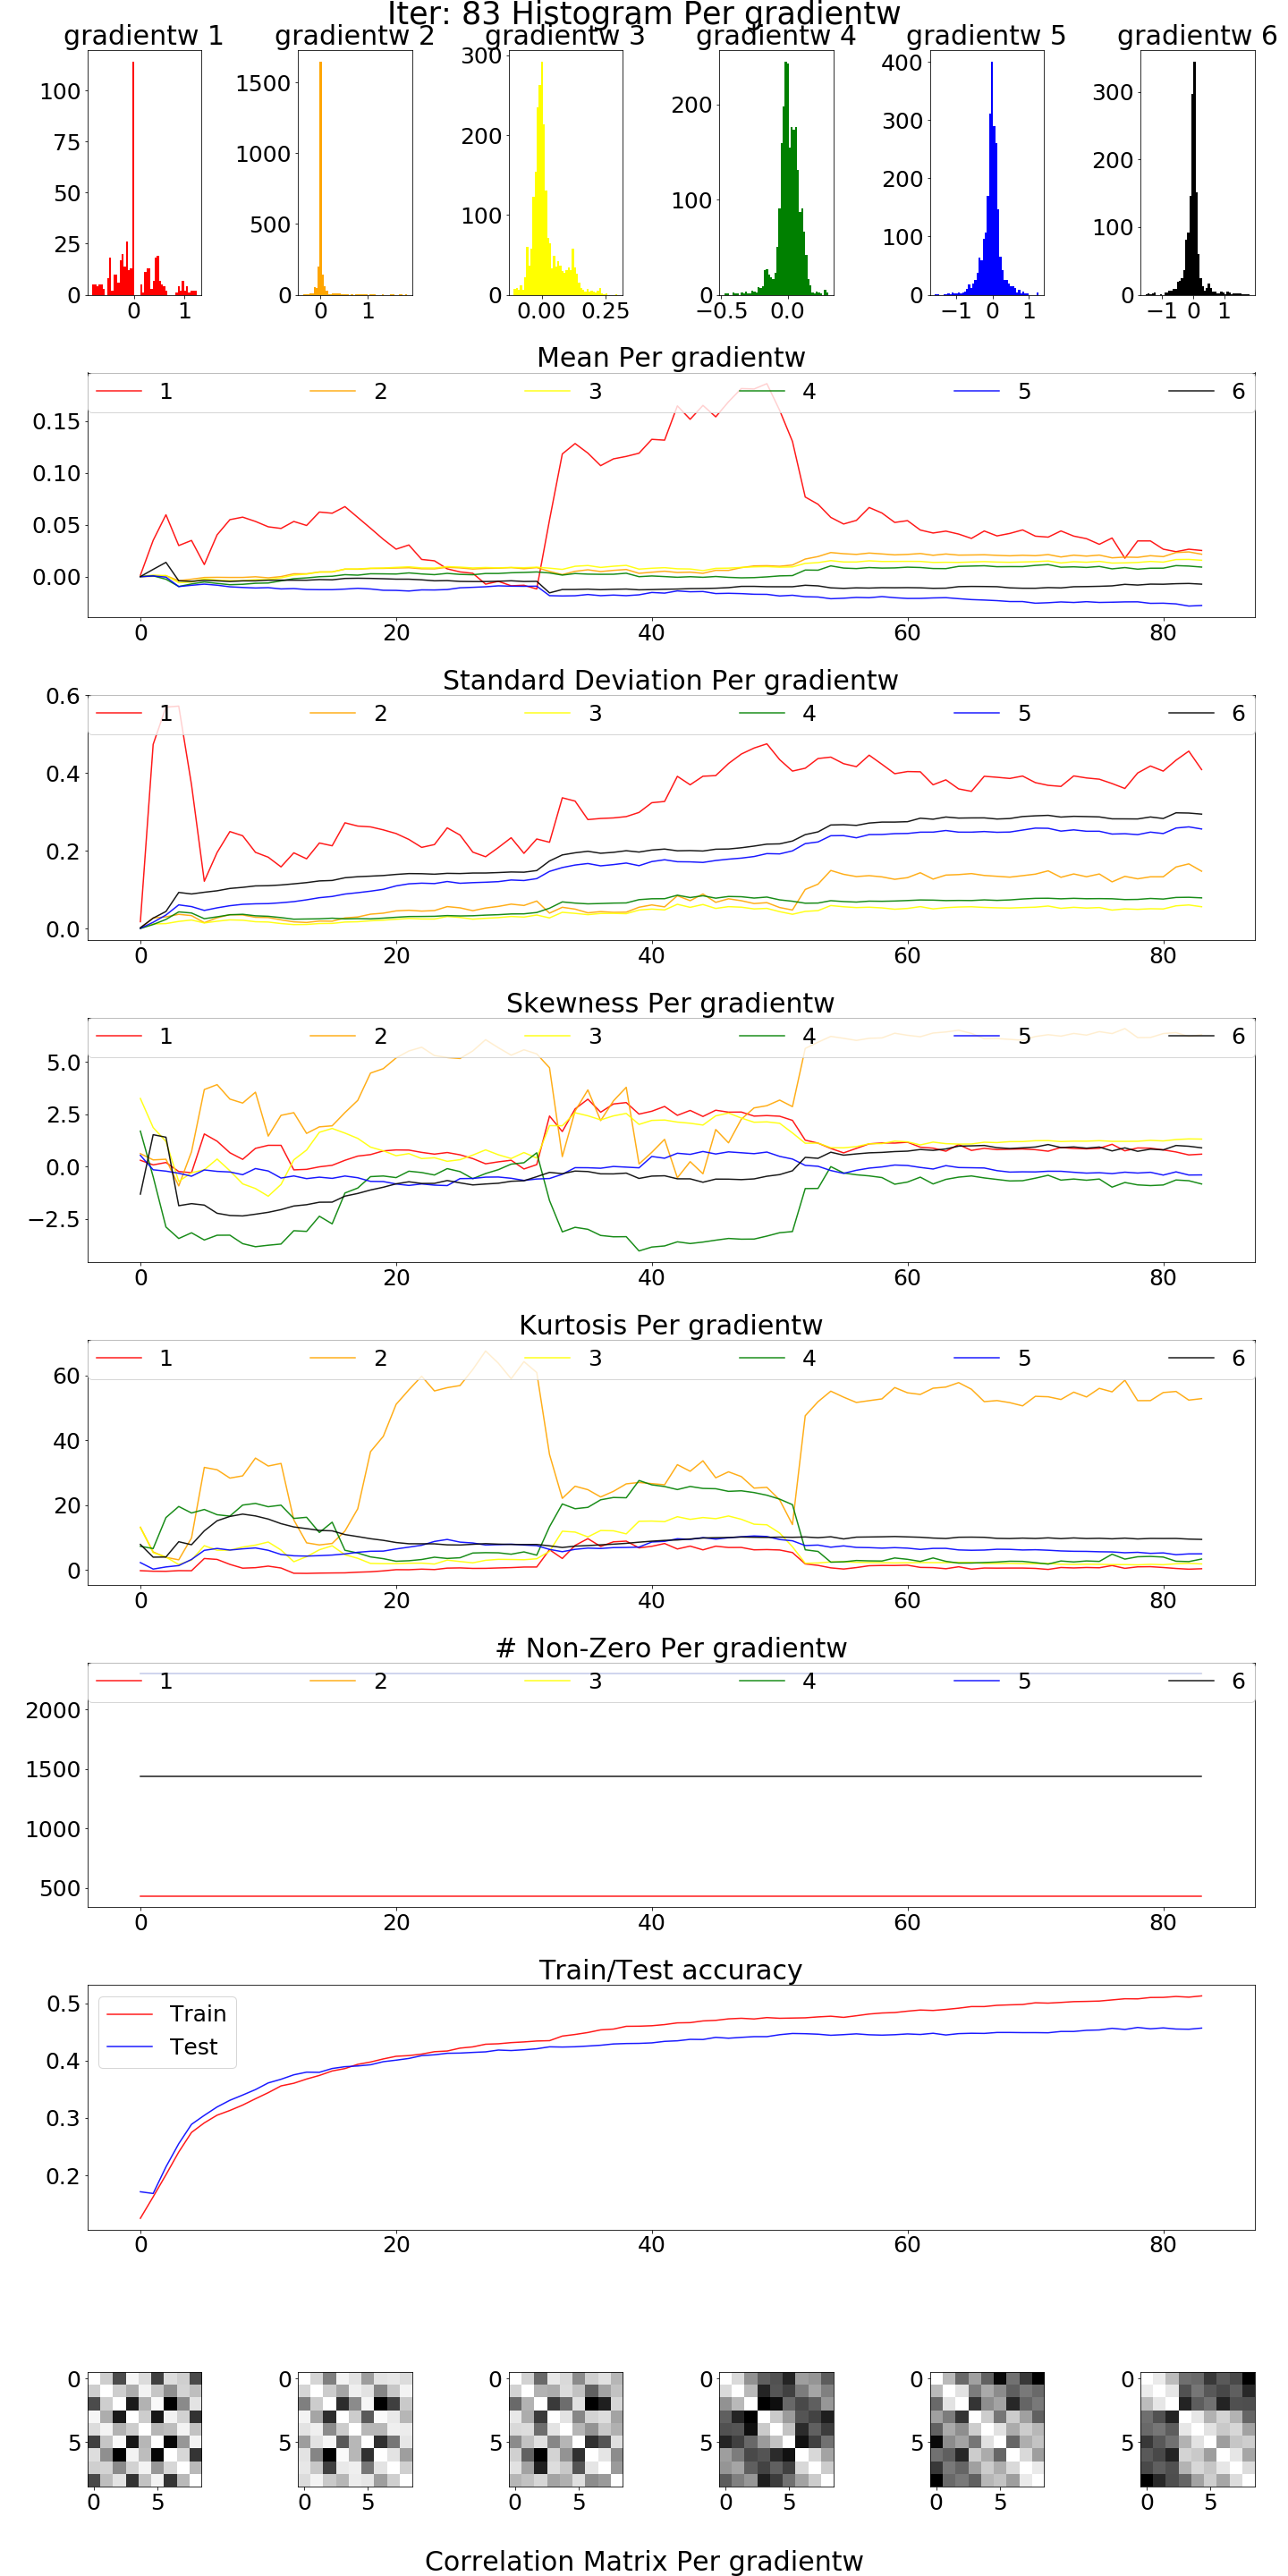 Iter: 83 Histogram Per gradientw
gradientw 1 gradientw 2 gradientw 3 gradientw 4 gradientw 5 gradientw 6
100 75 50 25 0
0 1
1500 1000 500 0
0 1
300 200 100 0
0.00 0.25
200 100 0
−0.5 0.0
400 300 200 100 0
−1 0 1
300 200 100 0
−1 0 1
Mean Per gradientw
1 2 3 4 5 6
0.15
0.10
0.05
0.00
0 20 40 60 80
Standard Deviation Per gradientw
0.6
1 2 3 4 5 6
0.4
0.2
0.0
0 20 40 60 80
Skewness Per gradientw
1 2 3 4 5 6
5.0
2.5
0.0
−2.5
0 20 40 60 80
Kurtosis Per gradientw
1 2 3 4 5 6
60
40
20
0
0 20 40 60 80
# Non-Zero Per gradientw
1 2 3 4 5 6
2000
1500
1000
500
0 20 40 60 80
Train/Test accuracy
0.5
Train
Test
0.4
0.3
0.2
0 20 40 60 80
0 0 0 0 0 0
5 5 5 5 5 5
0 5 0 5 0 5 0 5 0 5 0 5
Correlation Matrix Per gradientw